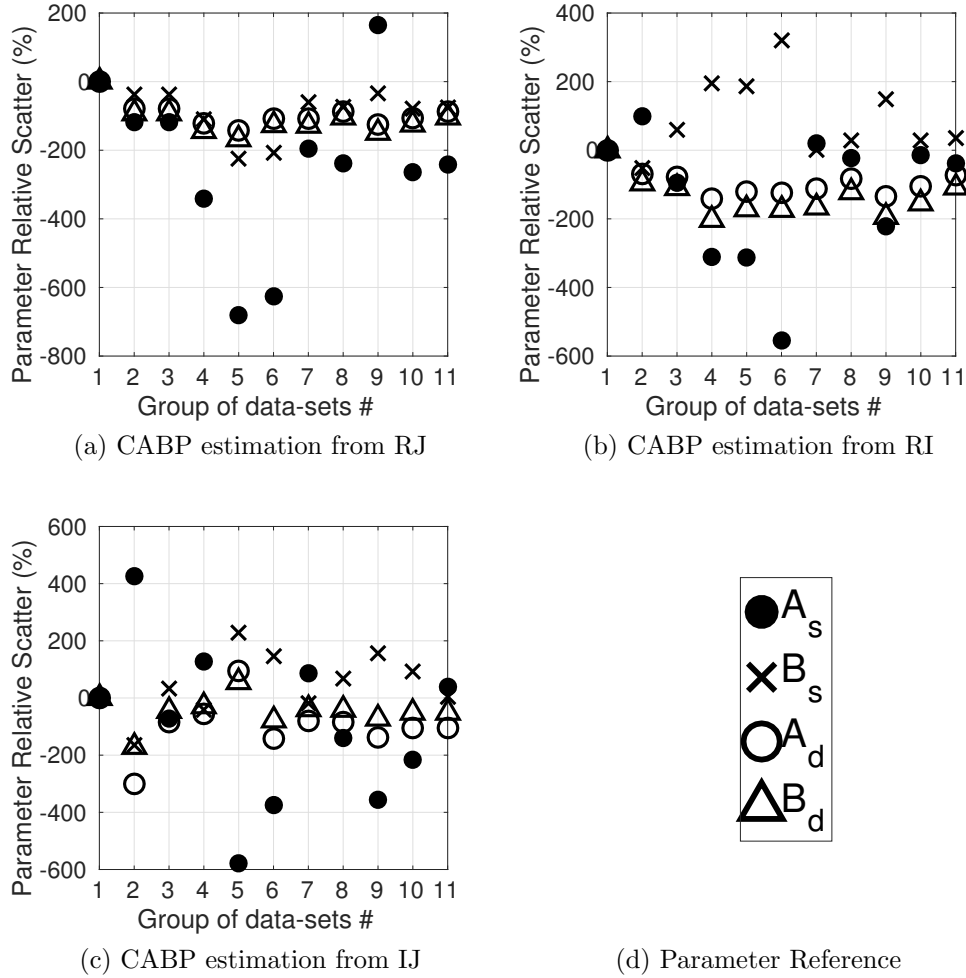 Parameter Relative Scatter (%)
200
0
-200
-400
-600
-800
1 2 3 4 5 6 7 8 9 10 11
Group of data-sets #
(a) CABP estimation from RJ
Parameter Relative Scatter (%)
400
200
0
-200
-400
-600
1 2 3 4 5 6 7 8 9 10 11
Group of data-sets #
(b) CABP estimation from RI
Parameter Relative Scatter (%)
600
400
200
0
-200
-400
-600
1 2 3 4 5 6 7 8 9 10 11
Group of data-sets #
(c) CABP estimation from IJ
A_s
B_s
A_d
B_d
(d) Parameter Reference